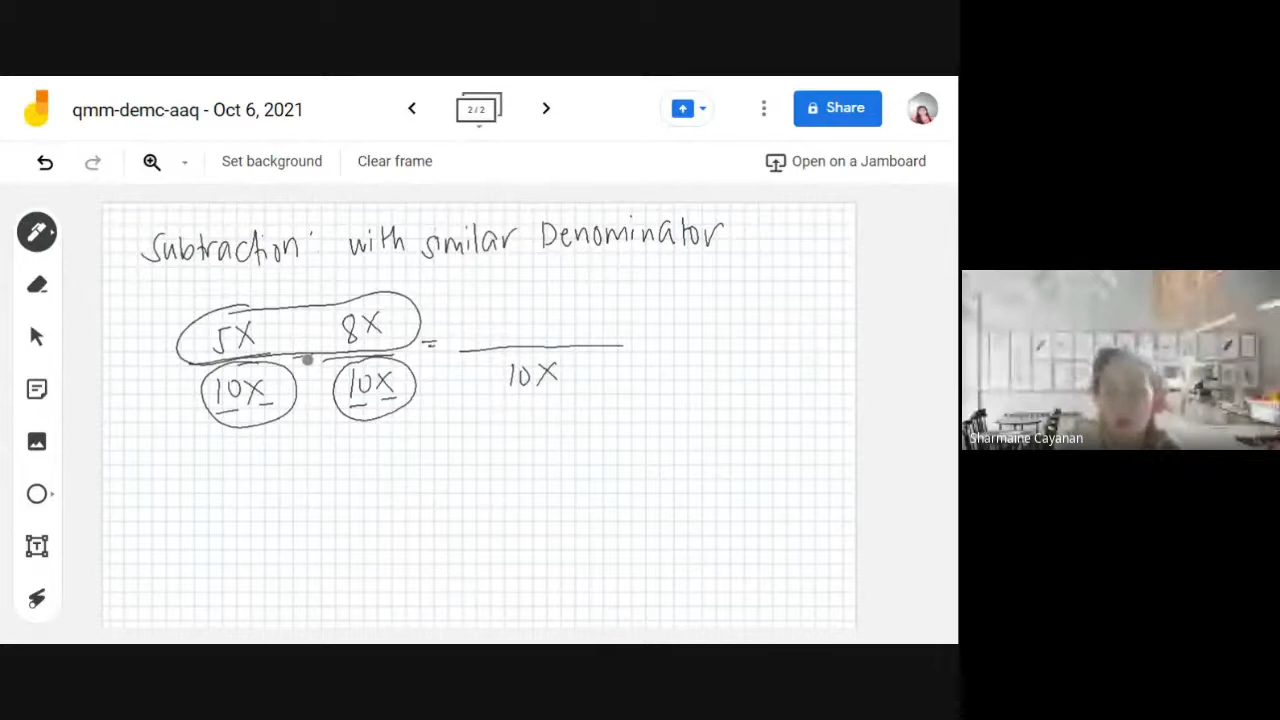 qmm-demc-aaq - Oct 6, 2021
2/2
Share
Set background
Clear frame
Open on a Jamboard
Subtraction: with similar Denominator
5X 8X =
10X 10X 10X
T
Sharmaine Cayanan